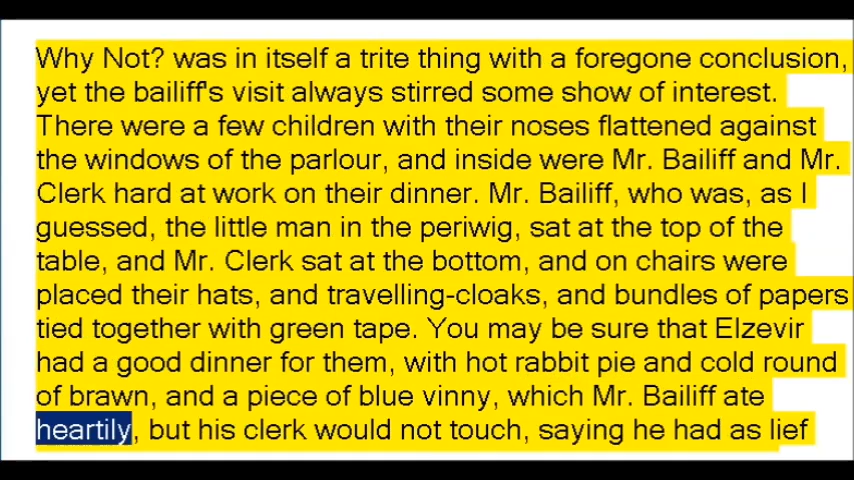 Why Not? was in itself a trite thing with a foregone conclusion,
yet the bailiff's visit always stirred some show of interest.
There were a few children with their noses flattened against
the windows of the parlour, and inside were Mr. Bailiff and Mr.
Clerk hard at work on their dinner. Mr. Bailiff, who was, as I
guessed, the little man in the periwig, sat at the top of the
table, and Mr. Clerk sat at the bottom, and on chairs were
placed their hats, and travelling-cloaks, and bundles of papers
tied together with green tape. You may be sure that Elzevir
had a good dinner for them, with hot rabbit pie and cold round
of brawn, and a piece of blue vinny, which Mr. Bailiff ate
heartily, but his clerk would not touch, saying he had as lief